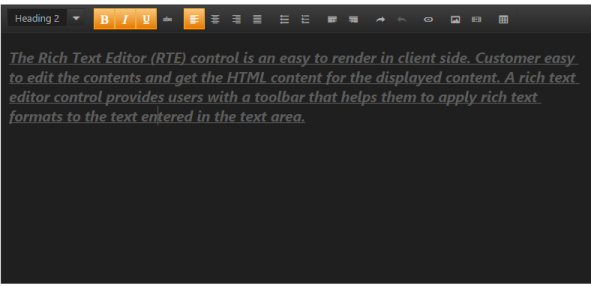 Heading 2 B I U abc
The Rich Text Editor (RTE) control is an easy to render in client side. Customer easy
to edit the contents and get the HTML content for the displayed content. A rich text
editor control provides users with a toolbar that helps them to apply rich text
formats to the text entered in the text area.